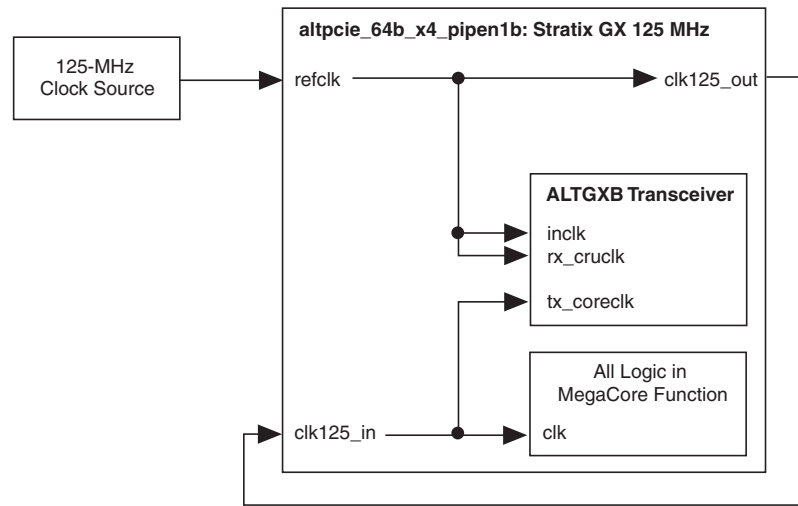 altpcie_64b_x4_pipen1b: Stratix GX 125 MHz
125-MHz
Clock Source
refclk
clk125_out
ALTGXB Transceiver
inclk
rx_cruclk
tx_coreclk
All Logic in
MegaCore Function
clk125_in
clk